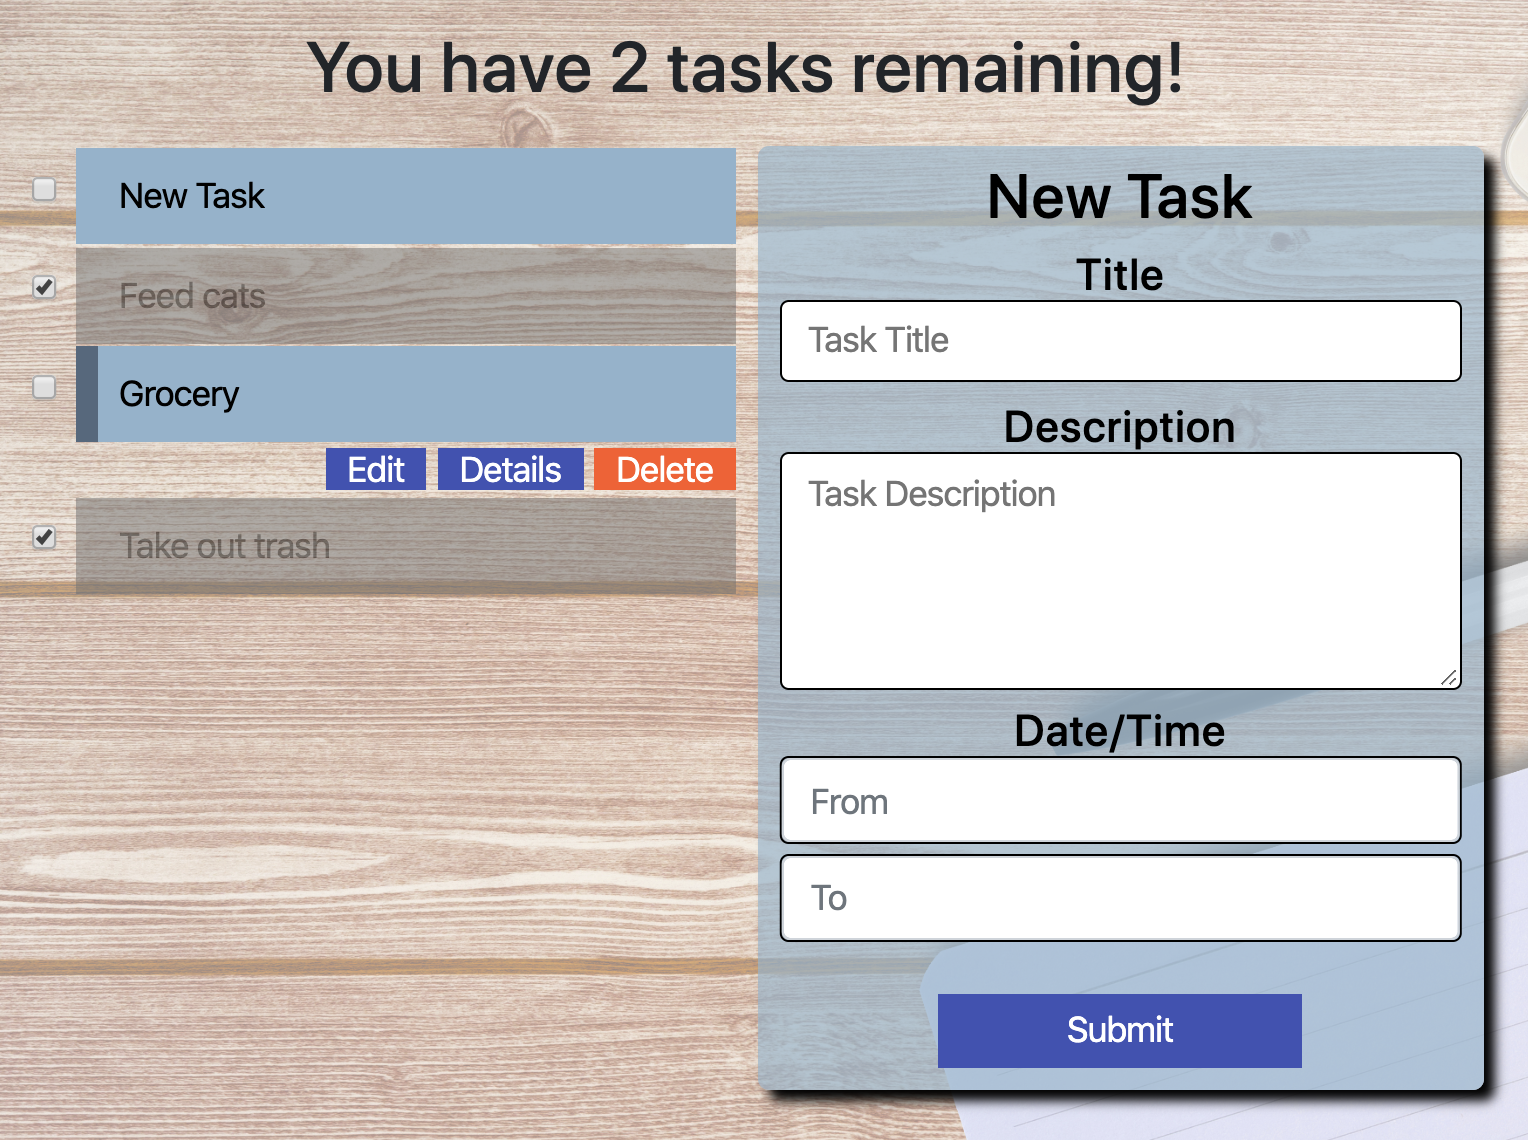 You have 2 tasks remaining!
New Task
Feed cats
Grocery
Edit Details Delete
Take out trash
New Task
Title
Task Title
Description
Task Description
Date/Time
From
To
Submit